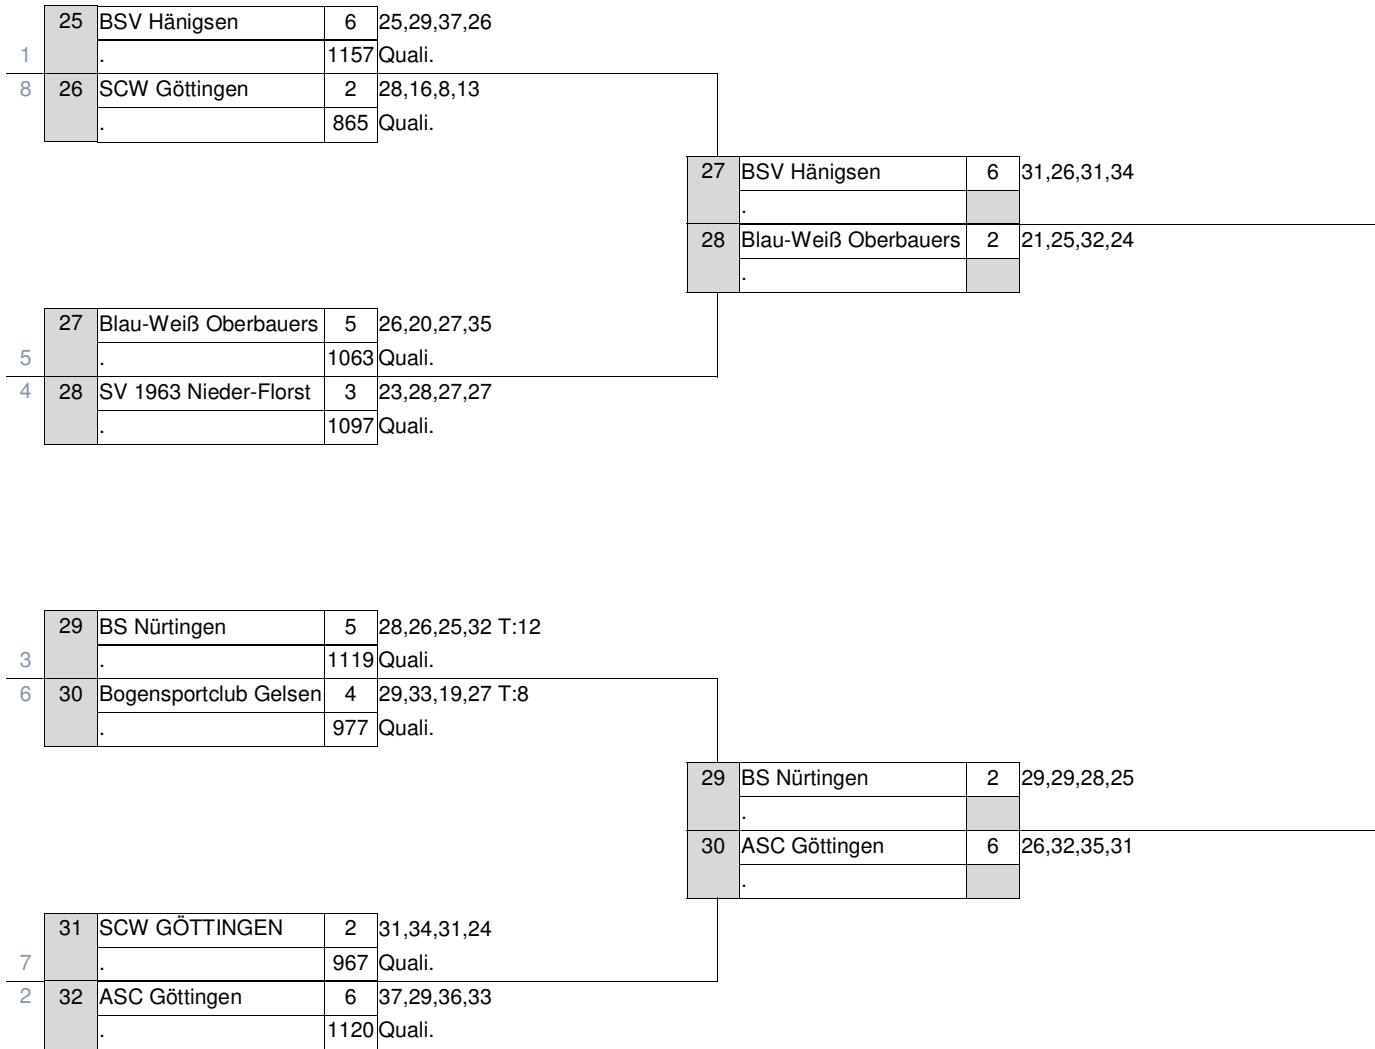 25 BSV Hänigsen 6 25,29,37,26
1 . 1157 Quali.
8 26 SCW Göttingen 2 28,16,8,13
. 865 Quali.
27 BSV Hänigsen 6 31,26,31,34
.
28 Blau-Weiß Oberbauers 2 21,25,32,24
.
27 Blau-Weiß Oberbauers 5 26,20,27,35
5 . 1063 Quali.
4 28 SV 1963 Nieder-Florst 3 23,28,27,27
. 1097 Quali.
29 BS Nürtingen 5 28,26,25,32 T:12
3 . 1119 Quali.
6 30 Bogensportclub Gelsen 4 29,33,19,27 T:8
. 977 Quali.
29 BS Nürtingen 2 29,29,28,25
.
30 ASC Göttingen 6 26,32,35,31
.
31 SCW GÖTTINGEN 2 31,34,31,24
7 . 967 Quali.
2 32 ASC Göttingen 6 37,29,36,33
. 1120 Quali.